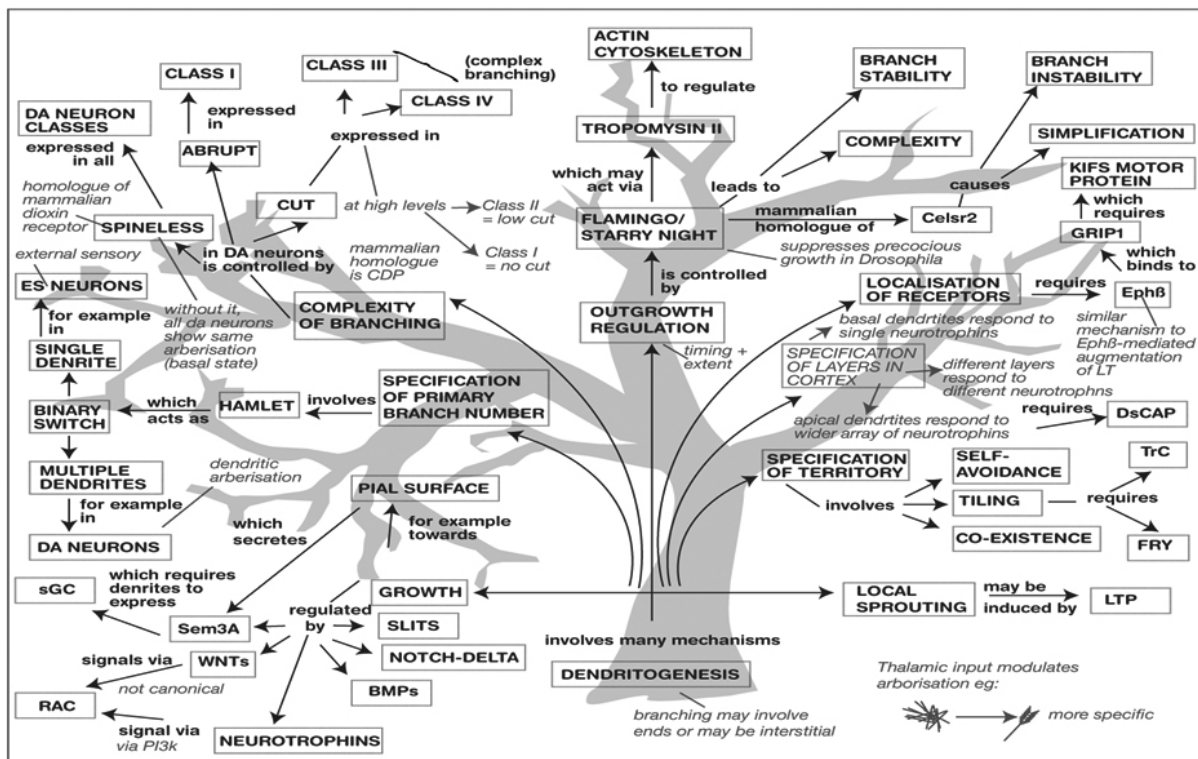 ACTIN
CYTOSKELETON
to regulate
TROPOMYSIN II
which may
act via
FLAMINGO/
STARRY NIGHT
is controlled
by
OUTGROWTH
REGULATION
timing +
extent
CLASS I
expressed
in
ABRUPT
CLASS III
(complex
branching)
CLASS IV
expressed in
CUT
at high levels
Class II
= low cut
Class I
= no cut
mammalian
homologue
is CDP
DA NEURON
CLASSES
expressed
in all
homologue of
mammalian
dioxin
receptor
SPINELESS
in DA neurons
is controlled by
COMPLEXITY
OF BRANCHING
external sensory
ES NEURONS
without it,
all da neurons
show same
arberisation
(basal state)
for example
in
SINGLE
DENRITE
BINARY
SWITCH
which
acts as
HAMLET
involves
SPECIFICATION
OF PRIMARY
BRANCH NUMBER
MULTIPLE
DENDRITES
for example
in
DA NEURONS
dendritic
arberisation
BRANCH
STABILITY
BRANCH
INSTABILITY
COMPLEXITY
SIMPLIFICATION
leads to
causes
mammalian
homologue of
Celsr2
suppresses precocious
growth in Drosophila
KIFS MOTOR
PROTEIN
which
requires
GRIP1
which
binds to
LOCALISATION
OF RECEPTORS
requires
Ephß
similar
mechanism to
Ephß-mediated
augmentation
of LT
basal dendrtites respond to
single neurotrophins
SPECIFICATION
OF LAYERS IN
CORTEX
different layers
respond to
different neurotrophns
apical dendrtites respond to
wider array of neurotrophins
requires
DsCAP
SPECIFICATION
OF TERRITORY
involves
SELF-
AVOIDANCE
TILING
CO-EXISTENCE
requires
TrC
FRY
PIAL SURFACE
which
secretes
for example
towards
GROWTH
sGC
which requires
denrites to
express
Sem3A
regulated
by
SLITS
NOTCH-DELTA
BMPs
WNTs
signals via
not canonical
RAC
signal via
via PI3k
NEUROTROPHINS
LOCAL
SPROUTING
may be
induced by
LTP
involves many mechanisms
DENDRITOGENESIS
branching may involve
ends or may be interstitial
Thalamic input modulates
arborisation eg:
more specific